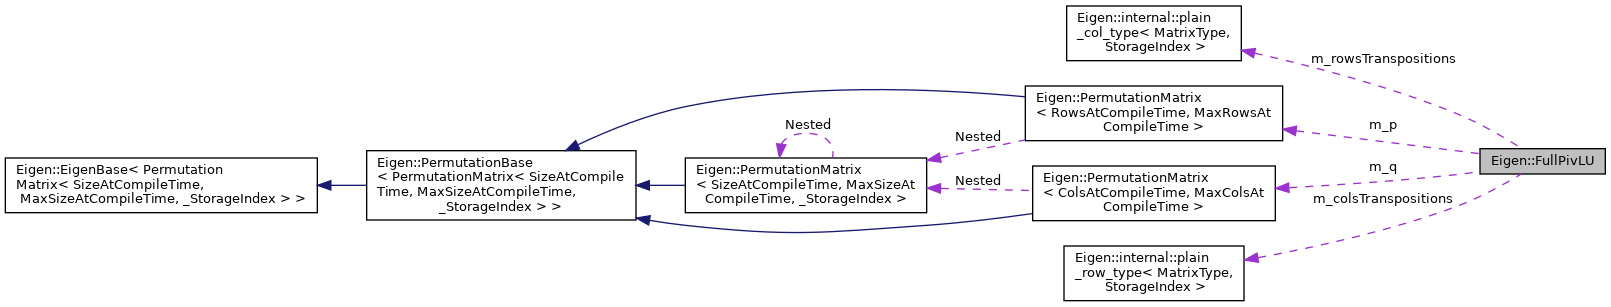 Eigen::internal::plain
_col_type< MatrixType,
StorageIndex >
m_rowsTranspositions
Eigen::PermutationMatrix
< RowsAtCompileTime, MaxRowsAt
CompileTime >
Nested
m_p
Nested
Eigen::EigenBase< Permutation
Matrix< SizeAtCompileTime,
MaxSizeAtCompileTime, _StorageIndex > >
Eigen::PermutationBase
< PermutationMatrix< SizeAtCompile
Time, MaxSizeAtCompileTime,
_StorageIndex > >
Eigen::PermutationMatrix
< SizeAtCompileTime, MaxSizeAt
CompileTime, _StorageIndex >
Nested
Eigen::PermutationMatrix
< ColsAtCompileTime, MaxColsAt
CompileTime >
m_q
Eigen::FullPivLU
m_colsTranspositions
Eigen::internal::plain
_row_type< MatrixType,
StorageIndex >